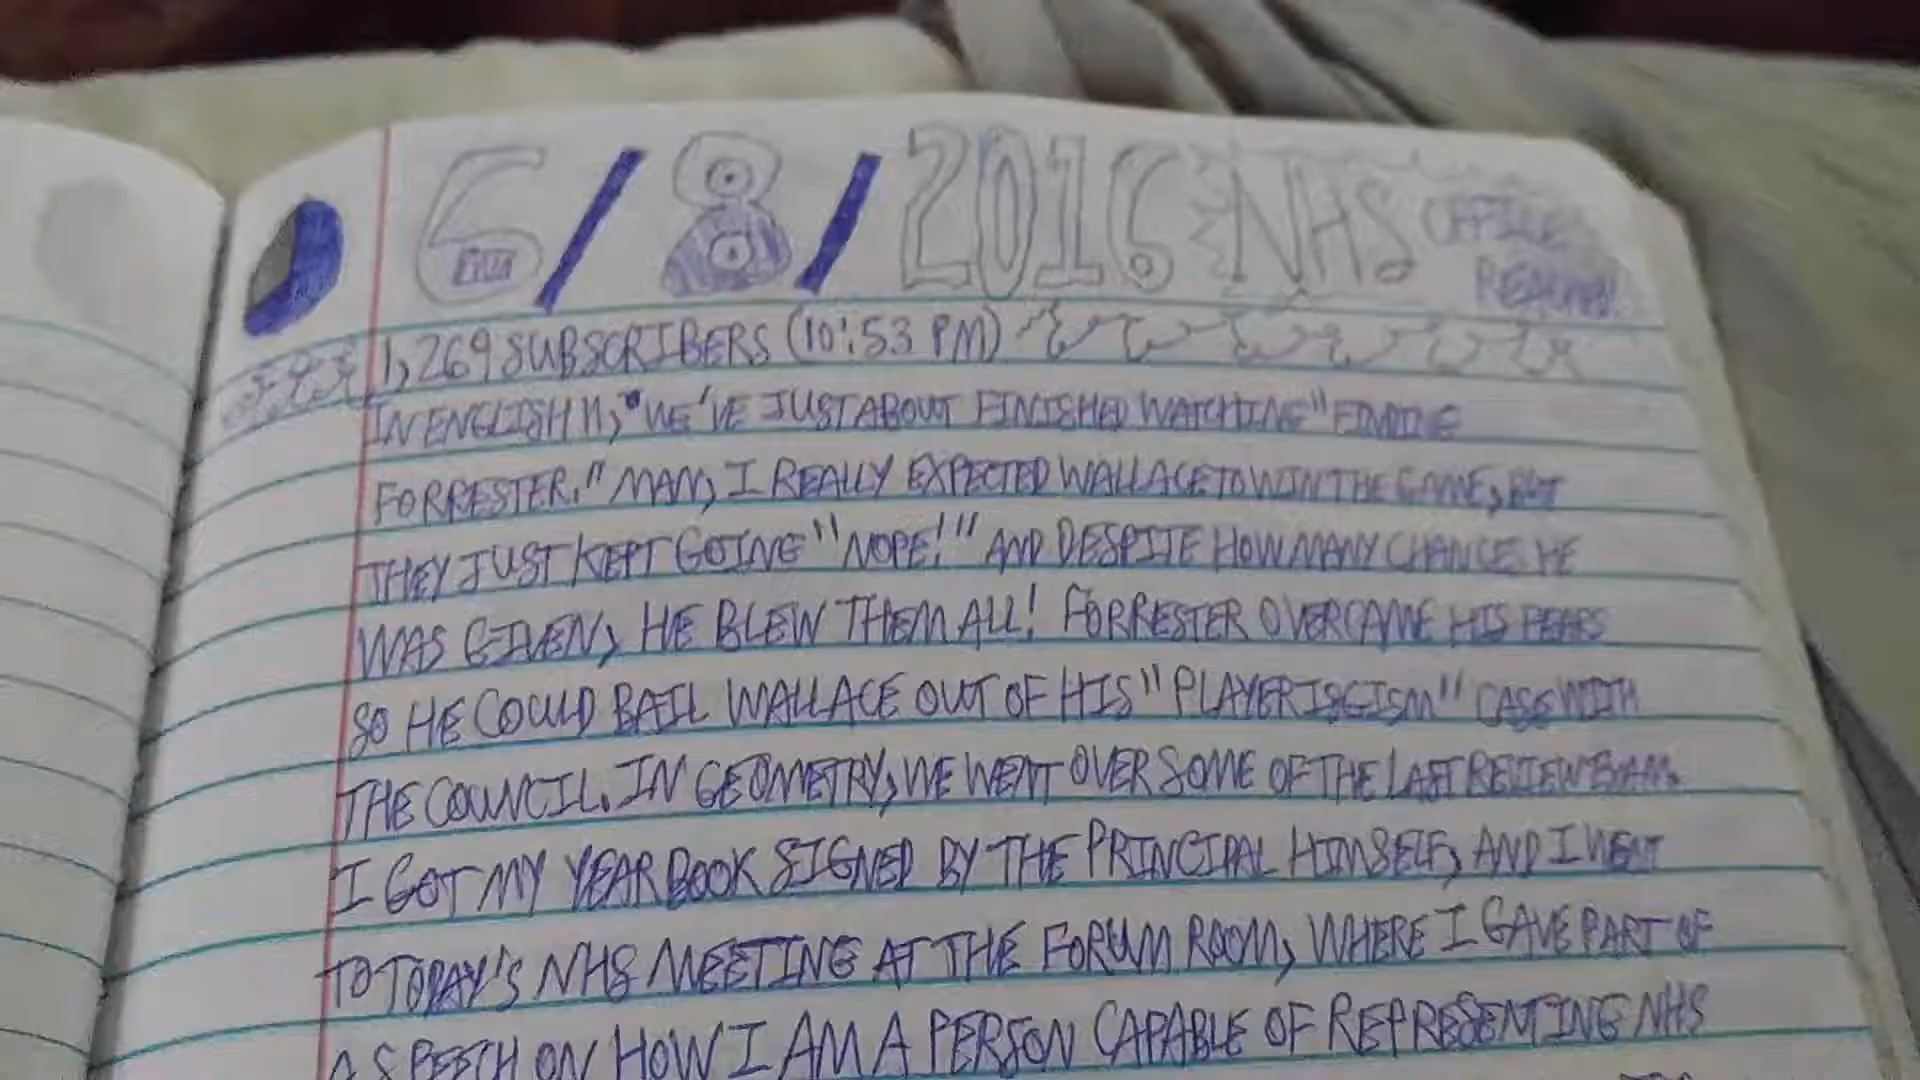 6/8/2016 NHS
OFFICER
1,269 SUBSCRIBERS (10:53 PM)
IN ENGLISH 11, "WE'VE JUST ABOUT FINISHED WATCHING "FINDING
FORRESTER." MAN, I REALLY EXPECTED WALLACE TO WIN THE GAME, BUT
THEY JUST KEPT GOING "NOPE!" AND DESPITE HOW MANY CHANCES HE
WAS GIVEN, HE BLEW THEM ALL! FORRESTER OVERCAME HIS FEARS
SO HE COULD BAIL WALLACE OUT OF HIS "PLAYERISGISM" CASE WITH
THE COUNCIL. IN GEOMETRY, WE WENT OVER SOME OF THE LAST REVIEW EXAM.
I GOT MY YEARBOOK SIGNED BY THE PRINCIPAL HIMSELF, AND I WENT
TO TODAY'S NHS MEETING AT THE FORUM ROOM, WHERE I GAVE PART OF
A SPEECH ON HOW I AM A PERSON CAPABLE OF REPRESENTING NHS